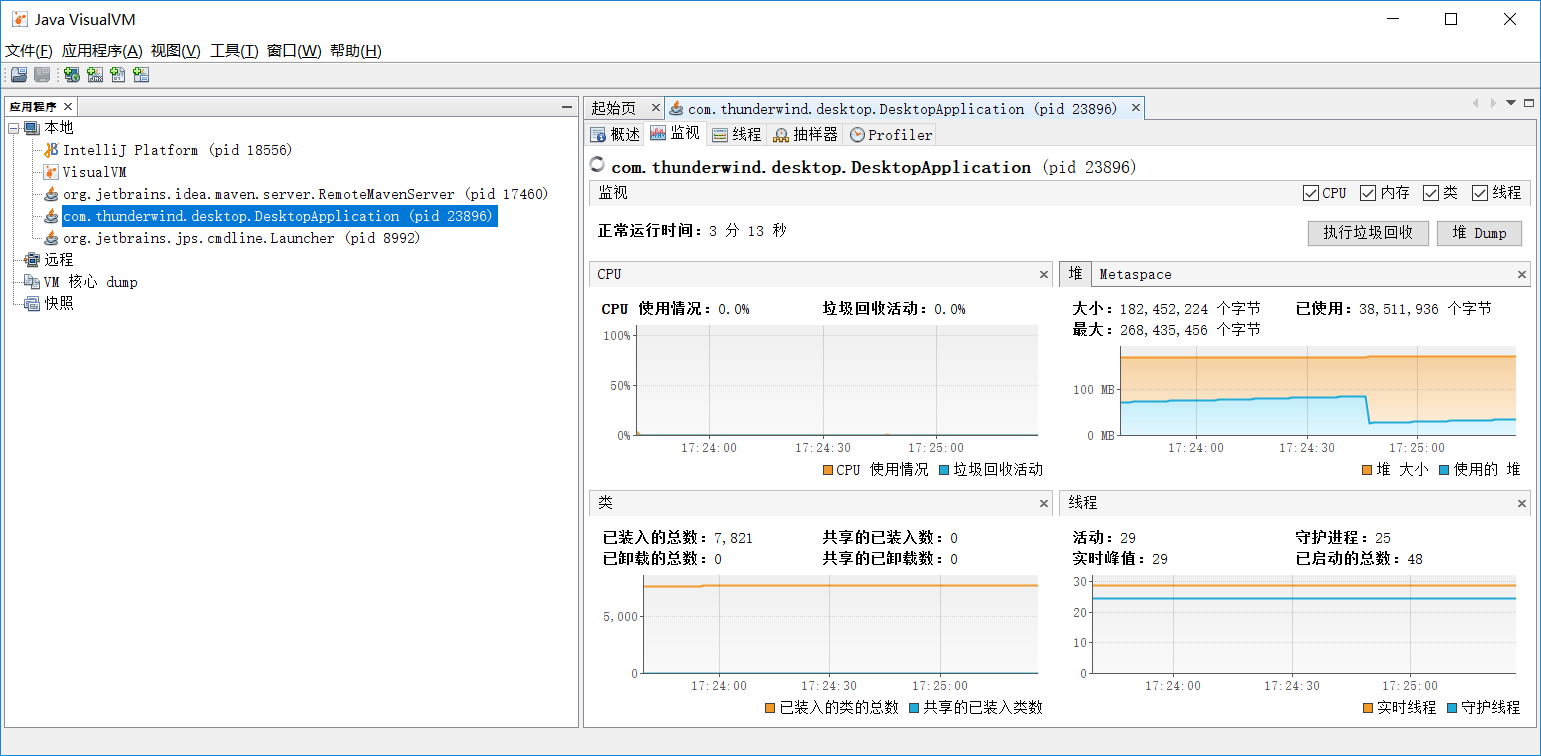 Java VisualVM
文件(F) 应用程序(A) 视图(V) 工具(T) 窗口(W) 帮助(H)
应用程序
本地
IntelliJ Platform (pid 18556)
VisualVM
org.jetbrains.idea.maven.server.RemoteMavenServer (pid 17460)
com.thunderwind.desktop.DesktopApplication (pid 23896)
org.jetbrains.jps.cmdline.Launcher (pid 8992)
远程
VM 核心 dump
快照
起始页 com.thunderwind.desktop.DesktopApplication (pid 23896)
概述 监视 线程 抽样器 Profiler
com.thunderwind.desktop.DesktopApplication (pid 23896)
监视 CPU 内存 类 线程
正常运行时间：3 分 13 秒 执行垃圾回收 堆 Dump
CPU
CPU 使用情况：0.0% 垃圾回收活动：0.0%
100%
50%
0%
17:24:00 17:24:30 17:25:00
CPU 使用情况 垃圾回收活动
堆 Metaspace
大小：182,452,224 个字节 已使用：38,511,936 个字节
最大：268,435,456 个字节
100 MB
0 MB
17:24:00 17:24:30 17:25:00
堆 大小 使用的 堆
类
已装入的总数：7,821 共享的已装入数：0
已卸载的总数：0 共享的已卸载数：0
5,000
0
17:24:00 17:24:30 17:25:00
已装入的类的总数 共享的已装入类数
线程
活动：29 守护进程：25
实时峰值：29 已启动的总数：48
30
20
10
0
17:24:00 17:24:30 17:25:00
实时线程 守护线程